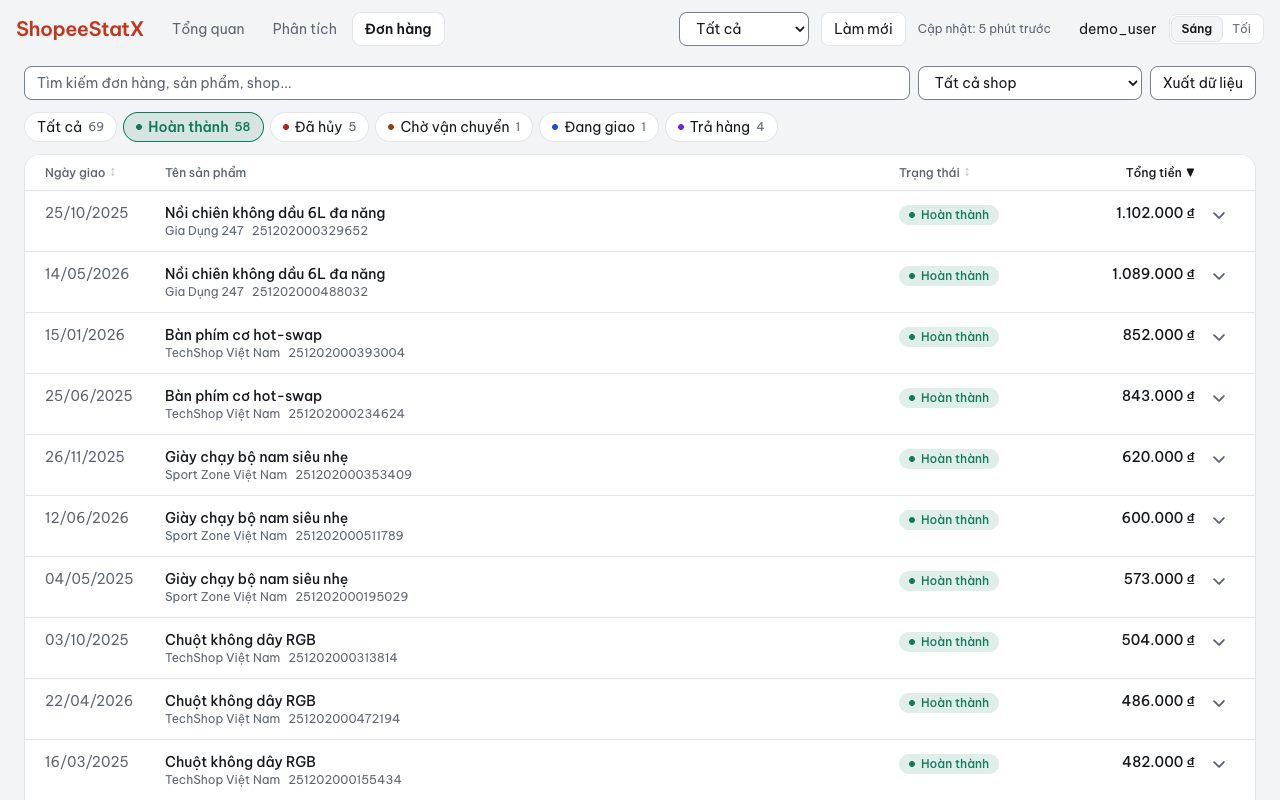 ShopeeStatX Tổng quan Phân tích Đơn hàng Tất cả Làm mới Cập nhật: 5 phút trước demo_user Sáng Tối
Tìm kiếm đơn hàng, sản phẩm, shop... Tất cả shop Xuất dữ liệu
Tất cả 69 Hoàn thành 58 Đã hủy 5 Chờ vận chuyển 1 Đang giao 1 Trả hàng 4
Ngày giao ↕ Tên sản phẩm Trạng thái ↕ Tổng tiền ▼
25/10/2025 Nồi chiên không dầu 6L đa năng Hoàn thành 1.102.000 ₫
Gia Dụng 247 251202000329652
14/05/2026 Nồi chiên không dầu 6L đa năng Hoàn thành 1.089.000 ₫
Gia Dụng 247 251202000488032
15/01/2026 Bàn phím cơ hot-swap Hoàn thành 852.000 ₫
TechShop Việt Nam 251202000393004
25/06/2025 Bàn phím cơ hot-swap Hoàn thành 843.000 ₫
TechShop Việt Nam 251202000234624
26/11/2025 Giày chạy bộ nam siêu nhẹ Hoàn thành 620.000 ₫
Sport Zone Việt Nam 251202000353409
12/06/2026 Giày chạy bộ nam siêu nhẹ Hoàn thành 600.000 ₫
Sport Zone Việt Nam 251202000511789
04/05/2025 Giày chạy bộ nam siêu nhẹ Hoàn thành 573.000 ₫
Sport Zone Việt Nam 251202000195029
03/10/2025 Chuột không dây RGB Hoàn thành 504.000 ₫
TechShop Việt Nam 251202000313814
22/04/2026 Chuột không dây RGB Hoàn thành 486.000 ₫
TechShop Việt Nam 251202000472194
16/03/2025 Chuột không dây RGB Hoàn thành 482.000 ₫
TechShop Việt Nam 251202000155434